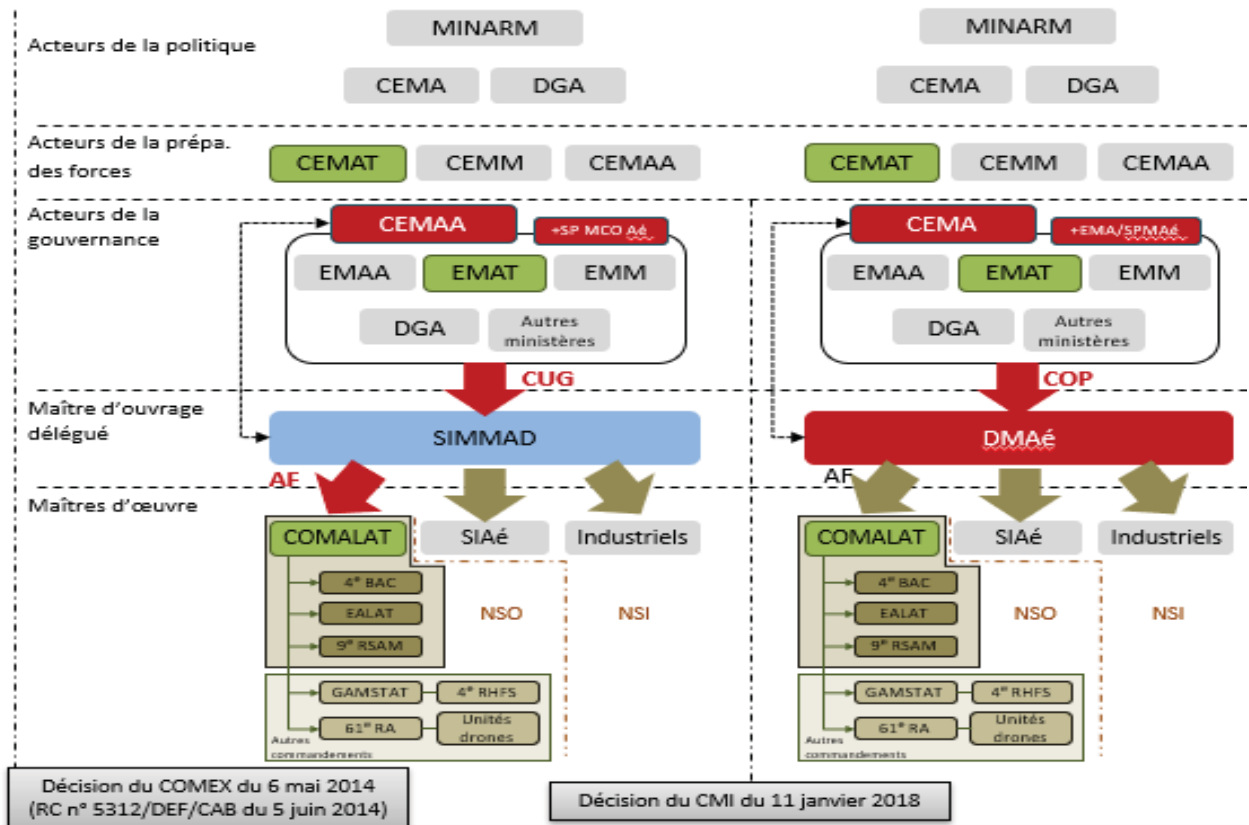 Acteurs de la politique
MINARM
CEMA
DGA
MINARM
CEMA
DGA
Acteurs de la prépa.
des forces
CEMAT
CEMM
CEMAA
CEMAT
CEMM
CEMAA
Acteurs de la
gouvernance
CEMAA
+SP MCO Aé
EMAA
EMAT
EMM
DGA
Autres
ministères
CUG
CEMA
+EMA/SPMAé
EMAA
EMAT
EMM
DGA
Autres
ministères
COP
Maître d'ouvrage
délégué
SIMMAD
DMAé
AF
AF
Maîtres d'œuvre
COMALAT
SIAé
Industriels
4e BAC
EALAT
9e RSAM
NSO
NSI
GAMSTAT
4e RHFS
61e RA
Unités
drones
Autres
commandements
COMALAT
SIAé
Industriels
4e BAC
EALAT
9e RSAM
NSO
NSI
GAMSTAT
4e RHFS
61e RA
Unités
drones
Autres
commandements
Décision du COMEX du 6 mai 2014
(RC n° 5312/DEF/CAB du 5 juin 2014)
Décision du CMI du 11 janvier 2018